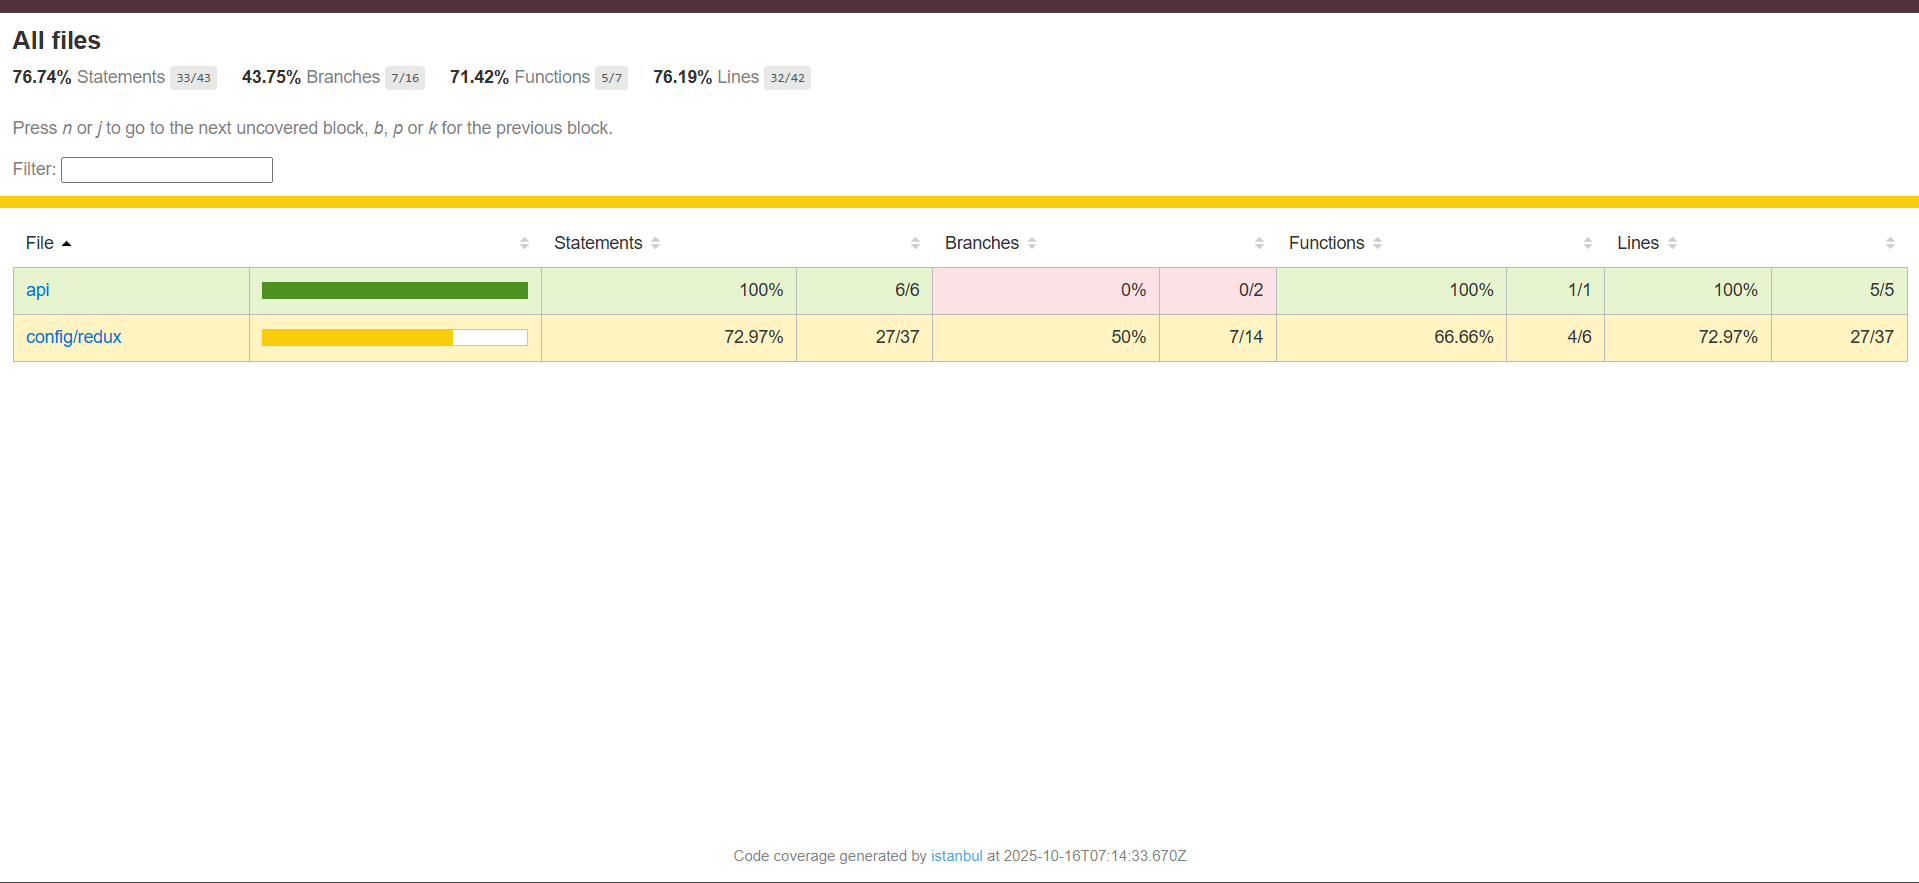 All files
76.74% Statements 33/43 43.75% Branches 7/16 71.42% Functions 5/7 76.19% Lines 32/42
Press n or j to go to the next uncovered block, b, p or k for the previous block.
Filter:
File Statements Branches Functions Lines
api 100% 6/6 0% 0/2 100% 1/1 100% 5/5
config/redux 72.97% 27/37 50% 7/14 66.66% 4/6 72.97% 27/37
Code coverage generated by istanbul at 2025-10-16T07:14:33.670Z